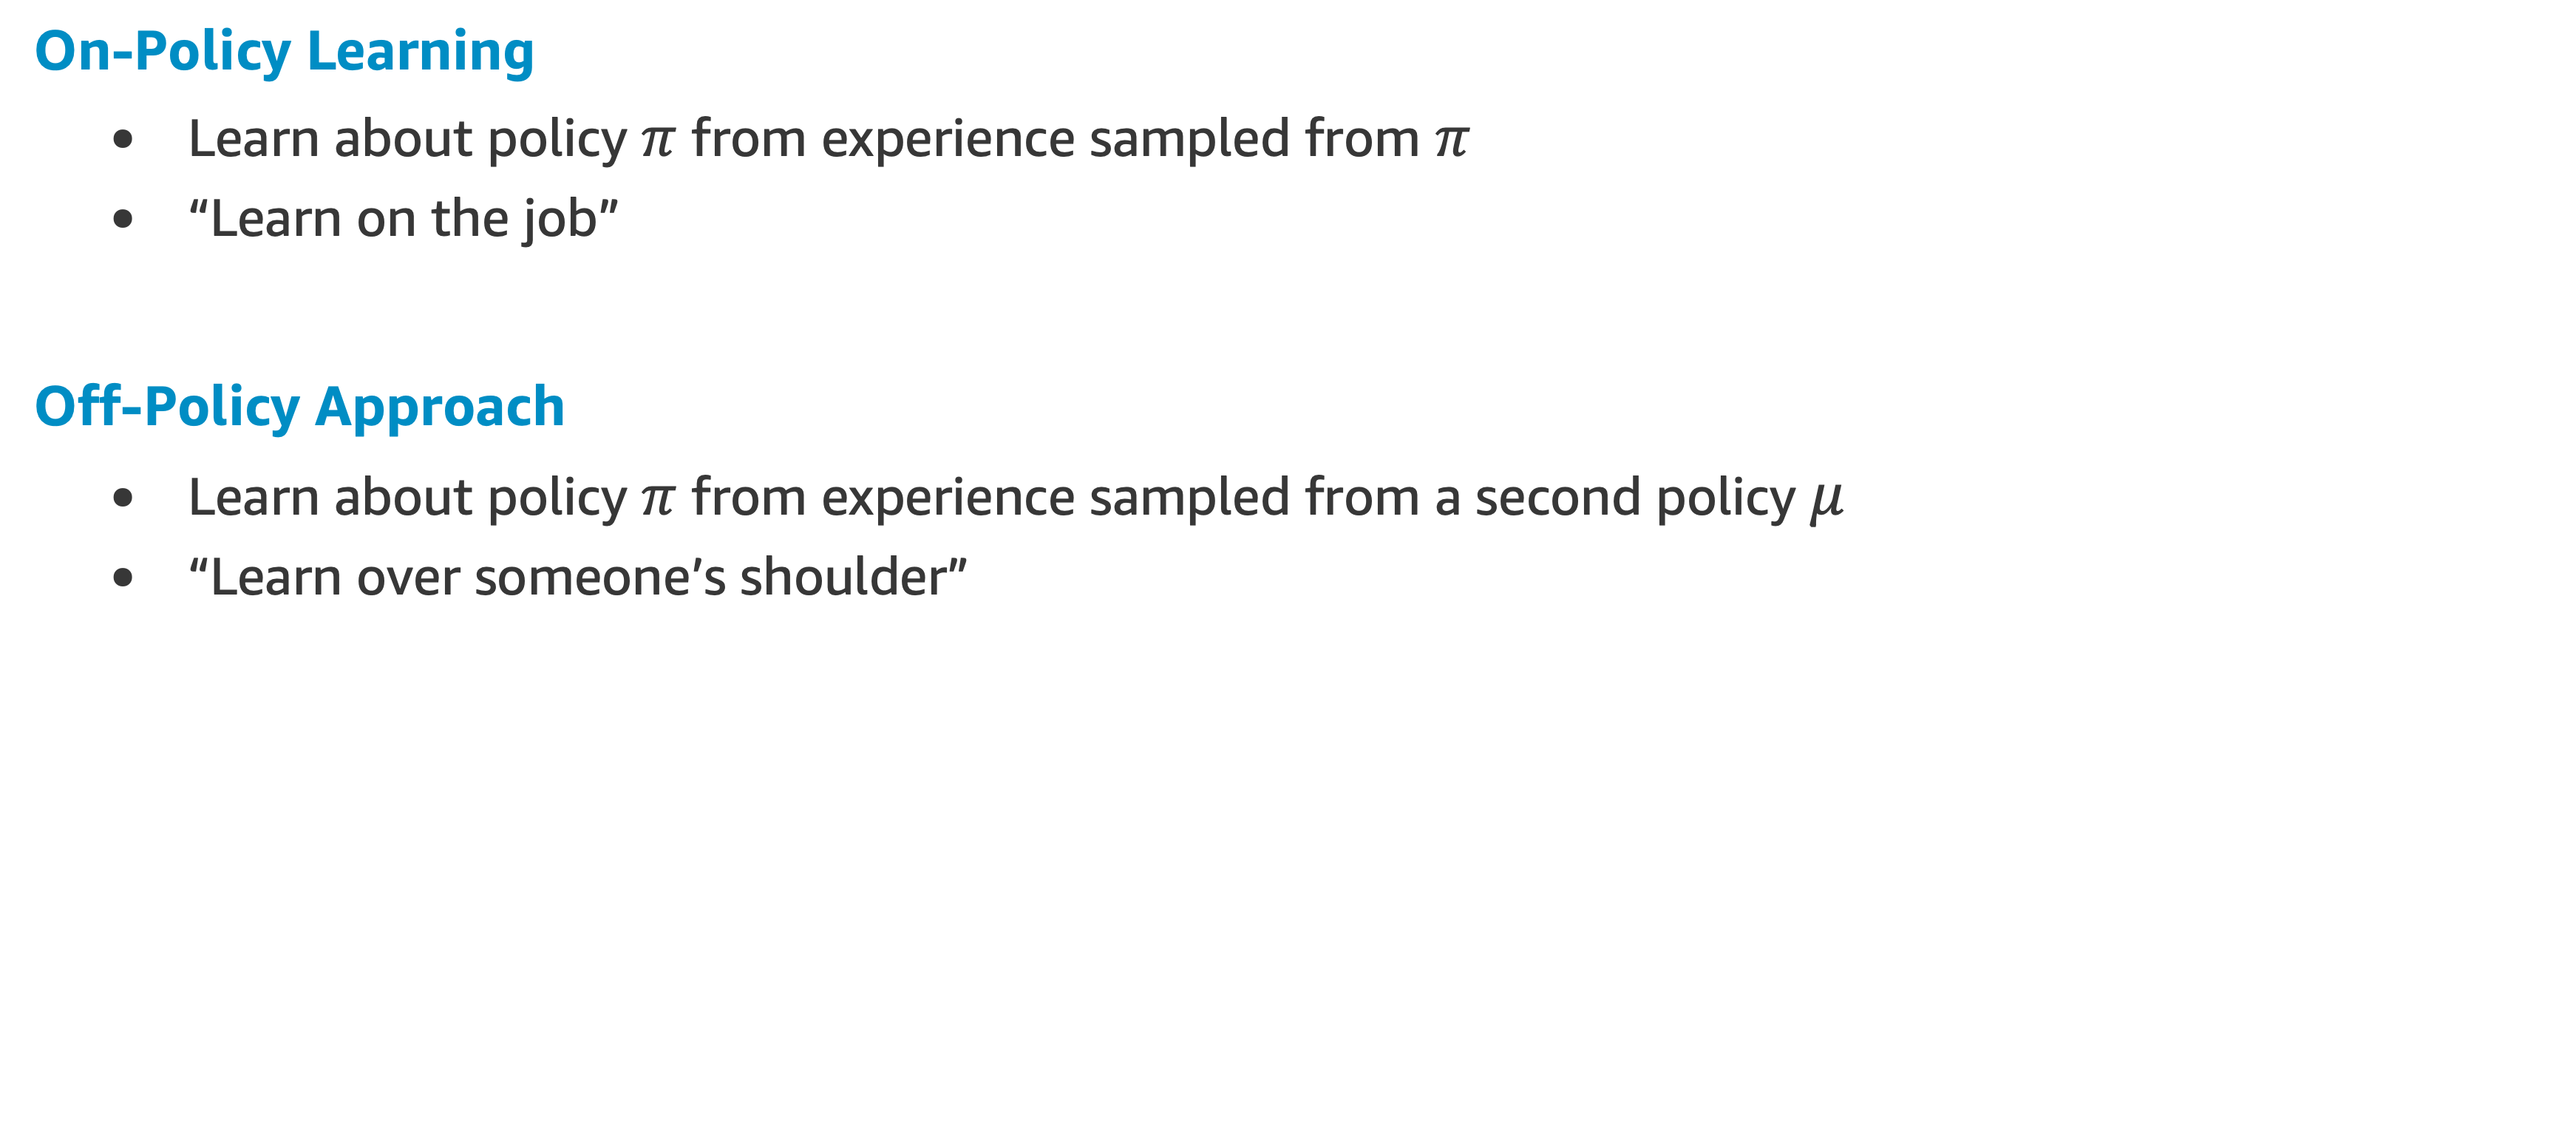 On-Policy Learning
• Learn about policy π from experience sampled from π
• “Learn on the job”
Off-Policy Approach
• Learn about policy π from experience sampled from a second policy μ
• “Learn over someone’s shoulder”